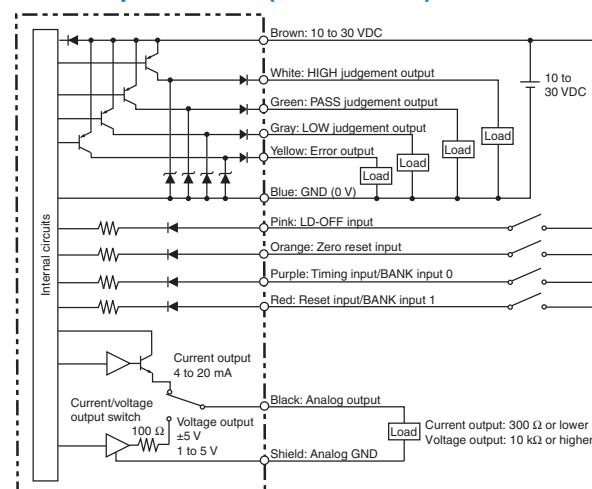 Brown: 10 to 30 VDC
White: HIGH judgement output
10 to
30 VDC
Green: PASS judgement output
Load
Gray: LOW judgement output
Load
Yellow: Error output
Load
Load
Blue: GND (0 V)
Internal circuits
Pink: LD-OFF input
Orange: Zero reset input
Purple: Timing input/BANK input 0
Red: Reset input/BANK input 1
Current output
4 to 20 mA
Current/voltage
output switch
Black: Analog output
100 Ω
Voltage output
±5 V
1 to 5 V
Load
Current output: 300 Ω or lower
Voltage output: 10 kΩ or higher
Shield: Analog GND